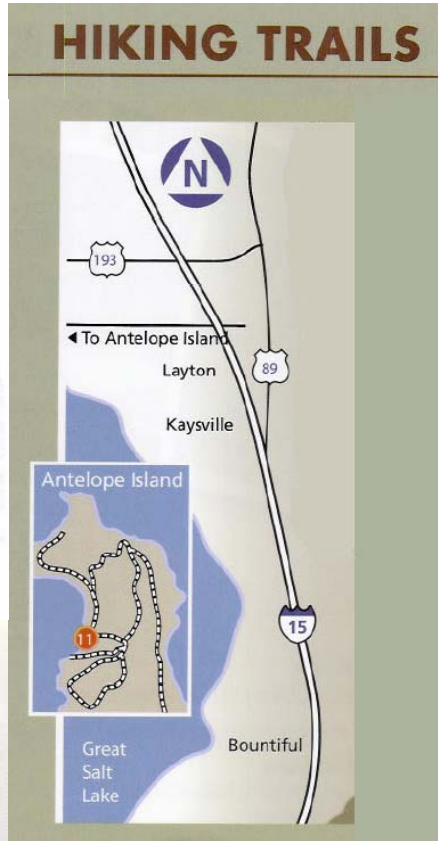 HIKING TRAILS
N
193
◄ To Antelope Island
Layton
89
Kaysville
Antelope Island
11
15
Bountiful
Great
Salt
Lake